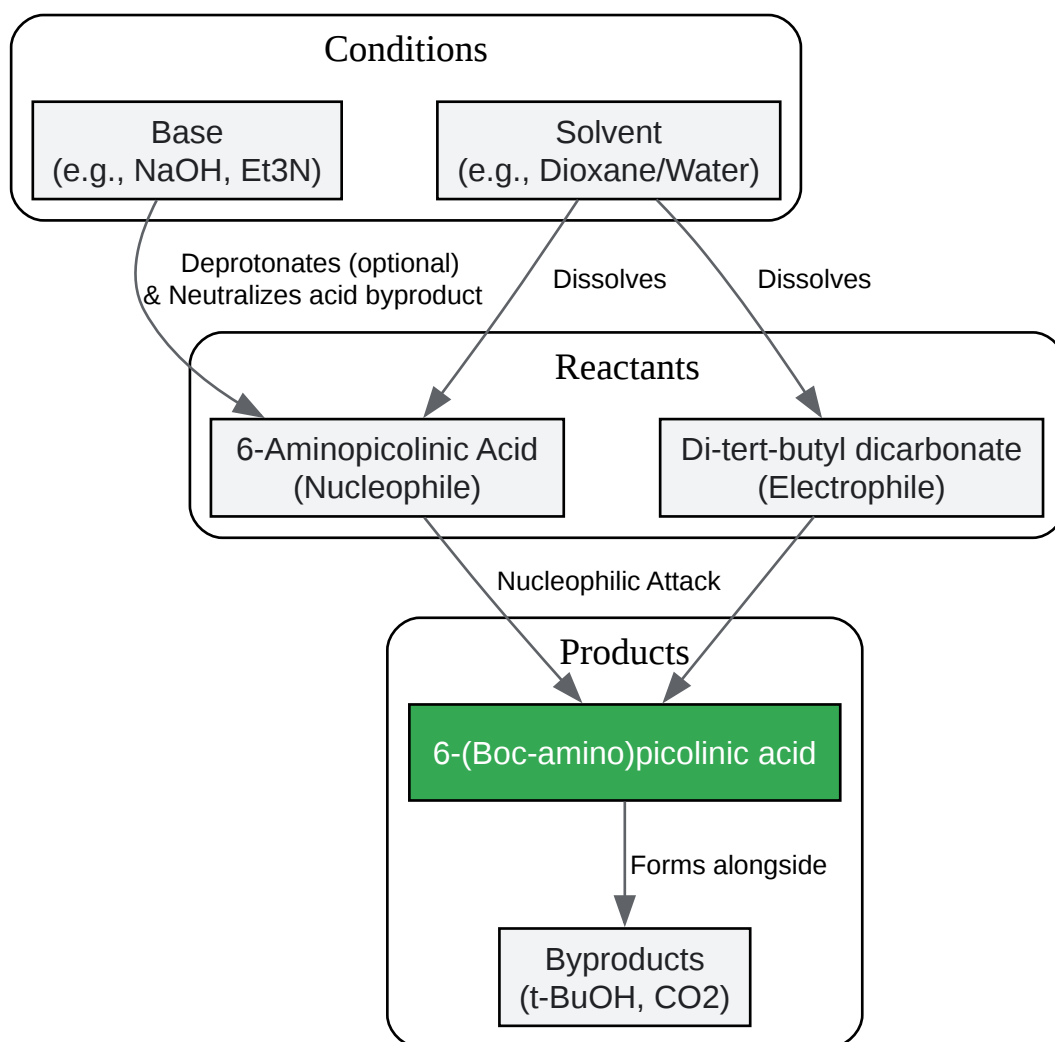 Conditions
Base
(e.g., NaOH, Et3N)
Solvent
(e.g., Dioxane/Water)
Deprotonates (optional)
& Neutralizes acid byproduct
Dissolves
Dissolves
Reactants
6-Aminopicolinic Acid
(Nucleophile)
Di-tert-butyl dicarbonate
(Electrophile)
Nucleophilic Attack
Products
6-(Boc-amino)picolinic acid
Forms alongside
Byproducts
(t-BuOH, CO2)